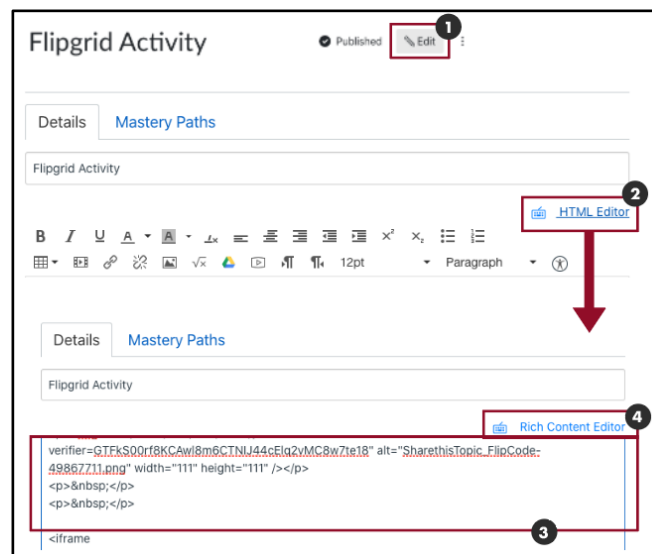 Flipgrid Activity Published Edit 1
Details Mastery Paths
Flipgrid Activity
2
HTML Editor
B I U A A Ix x² x₂
√x 12pt Paragraph
Details Mastery Paths
Flipgrid Activity
4
Rich Content Editor
verifier=GTFkS00rf8KCAwl8m6CTNIJ44cElq2vMC8w7te18" alt="SharethisTopic_FlipCode-
49867711.png" width="111" height="111" /></p>
<p>&nbsp;</p>
<p>&nbsp;</p>
3
<iframe